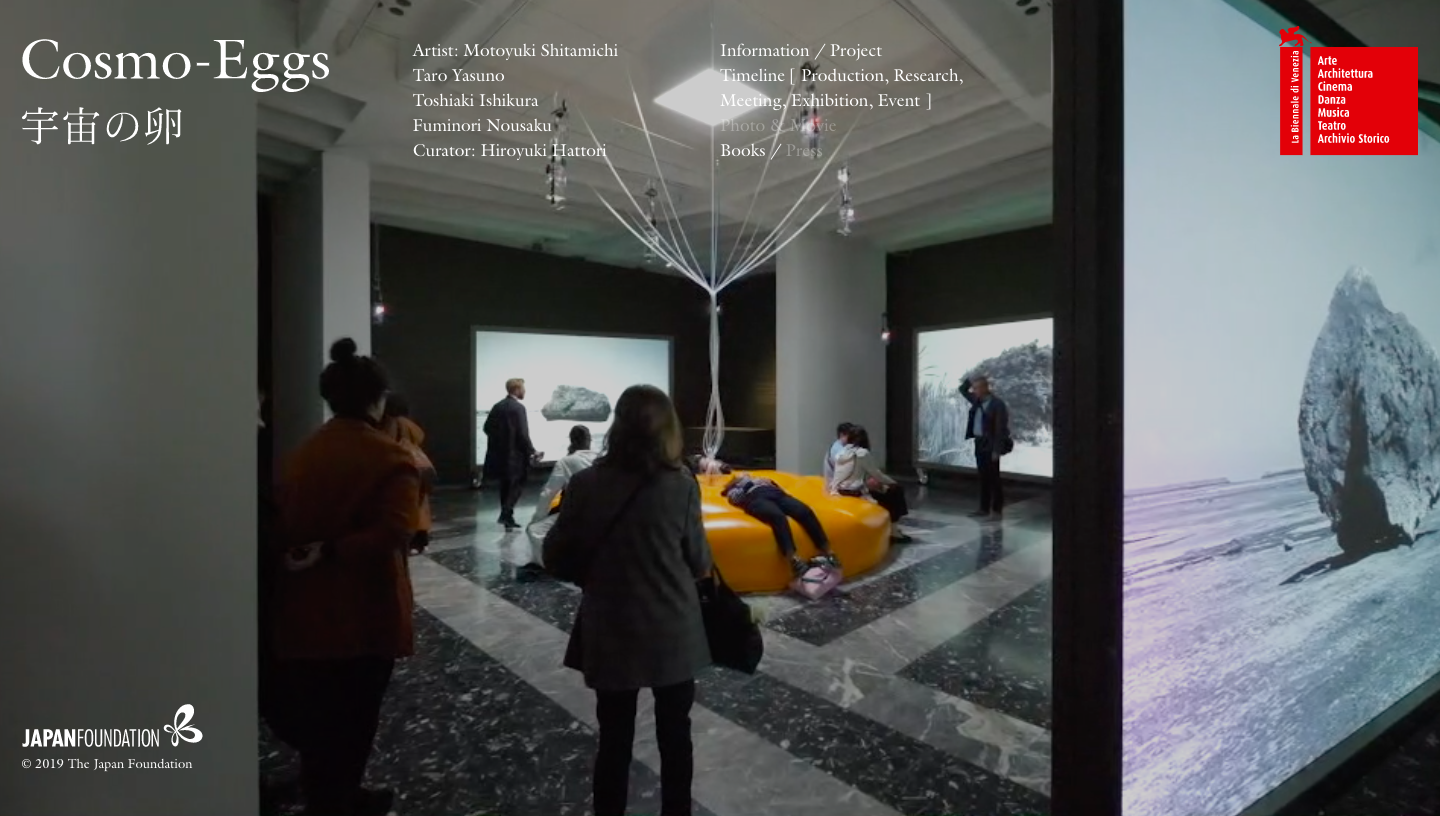 Cosmo-Eggs
宇宙の卵
Artist: Motoyuki Shitamichi
Taro Yasuno
Toshiaki Ishikura
Fuminori Nousaku
Curator: Hiroyuki Hattori
Information / Project
Timeline [ Production, Research,
Meeting, Exhibition, Event ]
Photo & Movie
Books / Press
La Biennale di Venezia
Arte
Architettura
Cinema
Danza
Musica
Teatro
Archivio Storico
JAPANFOUNDATION
© 2019 The Japan Foundation